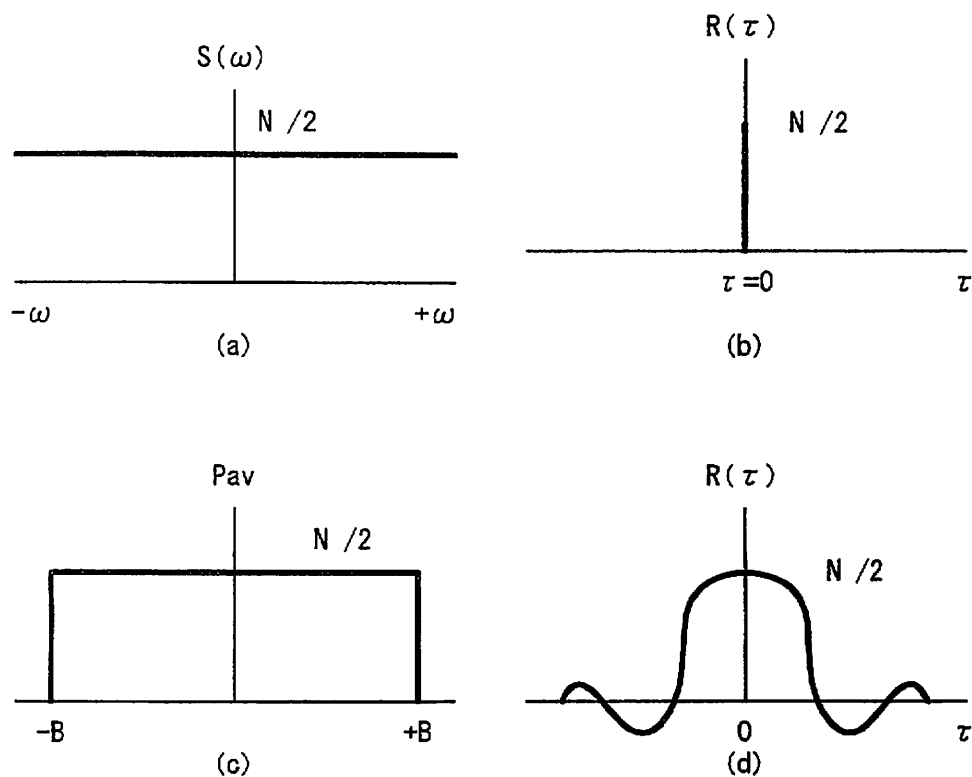 S(ω)
N /2
-ω
+ω
(a)
R(τ)
N /2
τ=0
τ
(b)
Pav
N /2
-B
+B
(c)
R(τ)
N /2
0
τ
(d)